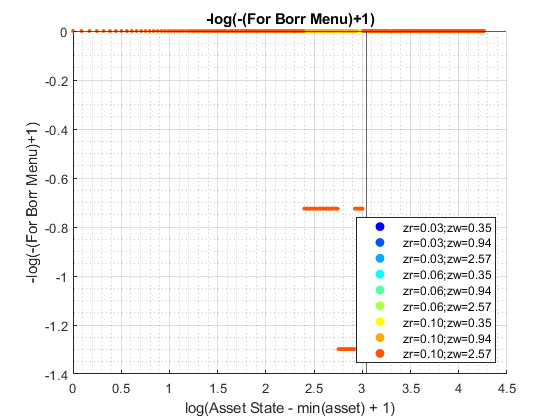 -log(-(For Borr Menu)+1)
-log(-(For Borr Menu)+1)
0
-0.2
-0.4
-0.6
-0.8
-1
-1.2
-1.4
zr=0.03;zw=0.35
zr=0.03;zw=0.94
zr=0.03;zw=2.57
zr=0.06;zw=0.35
zr=0.06;zw=0.94
zr=0.06;zw=2.57
zr=0.10;zw=0.35
zr=0.10;zw=0.94
zr=0.10;zw=2.57
0 0.5 1 1.5 2 2.5 3 3.5 4 4.5
log(Asset State - min(asset) + 1)